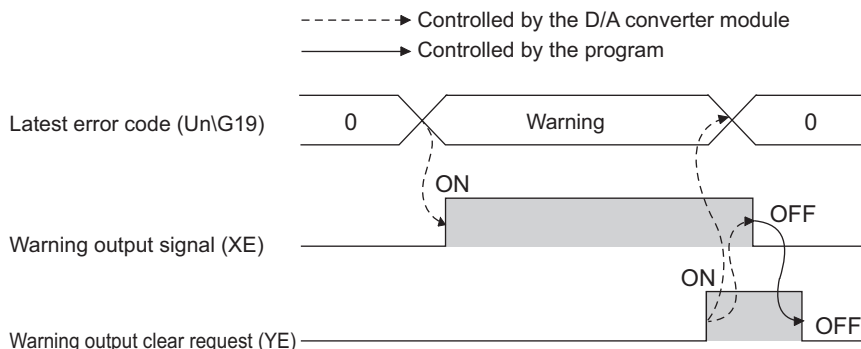 Controlled by the D/A converter module
Controlled by the program
Latest error code (Un\G19)
0
Warning
0
ON
OFF
Warning output signal (XE)
ON
OFF
Warning output clear request (YE)